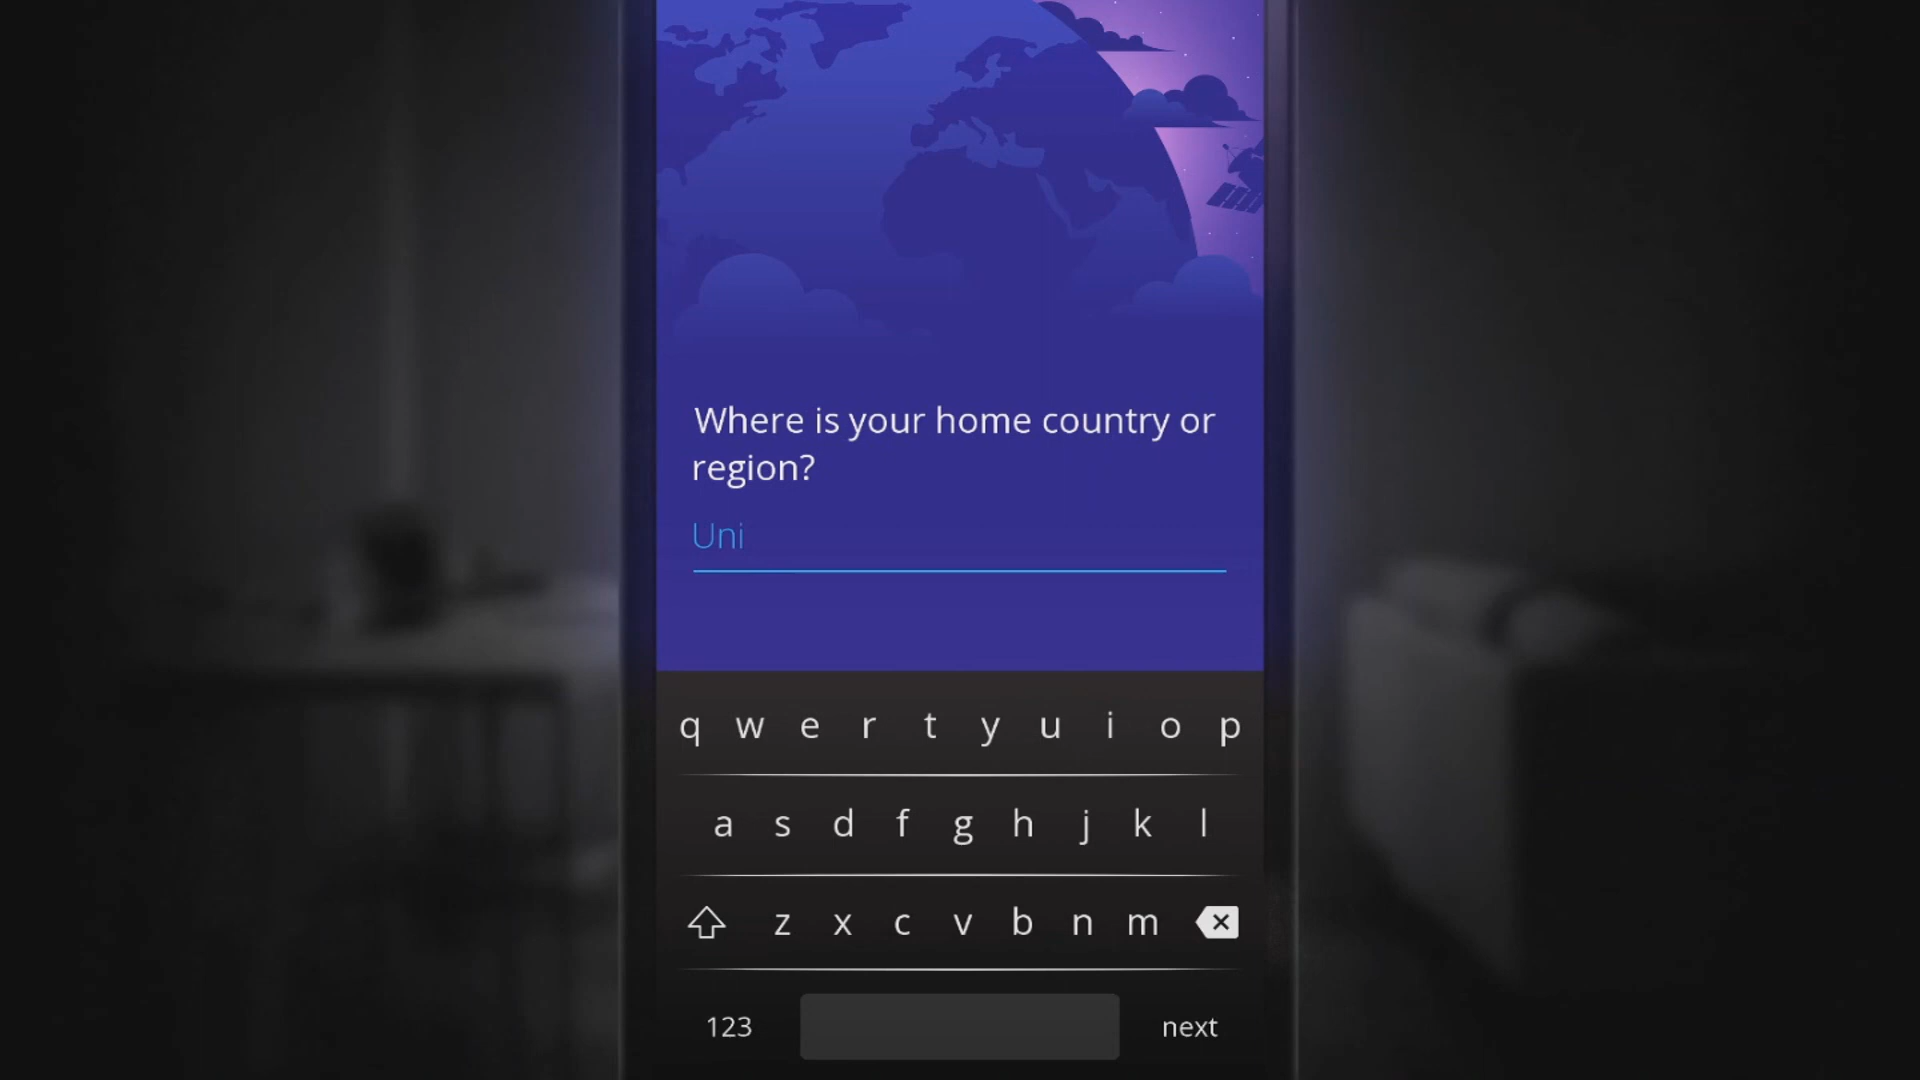 Where is your home country or
region?
Uni
q w e r t y u i o p
a s d f g h j k l
z x c v b n m
123 next